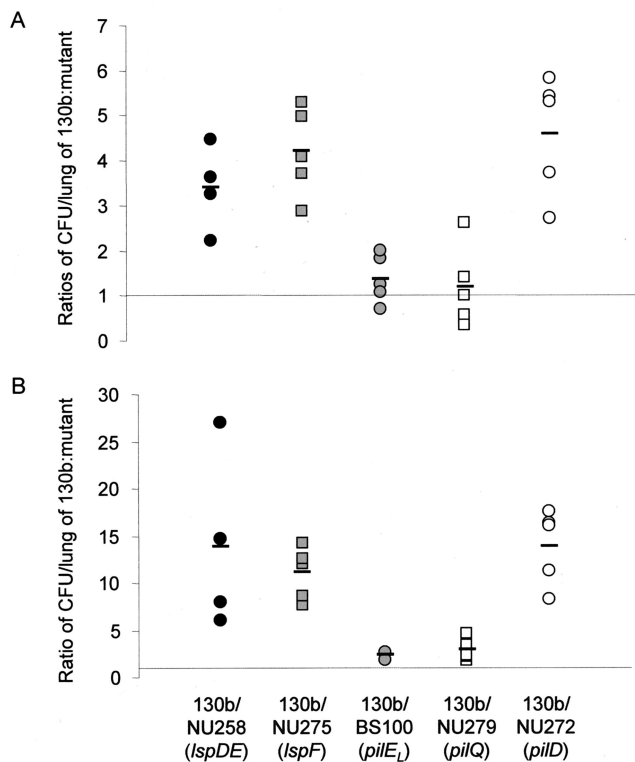 A
Ratios of CFU/lung of 130b:mutant
7
6
5
4
3
2
1
0
B
Ratio of CFU/lung of 130b:mutant
30
25
20
15
10
5
0
130b/ 130b/ 130b/ 130b/ 130b/
NU258 NU275 BS100 NU279 NU272
(lspDE) (lspF) (pilEL) (pilQ) (pilD)